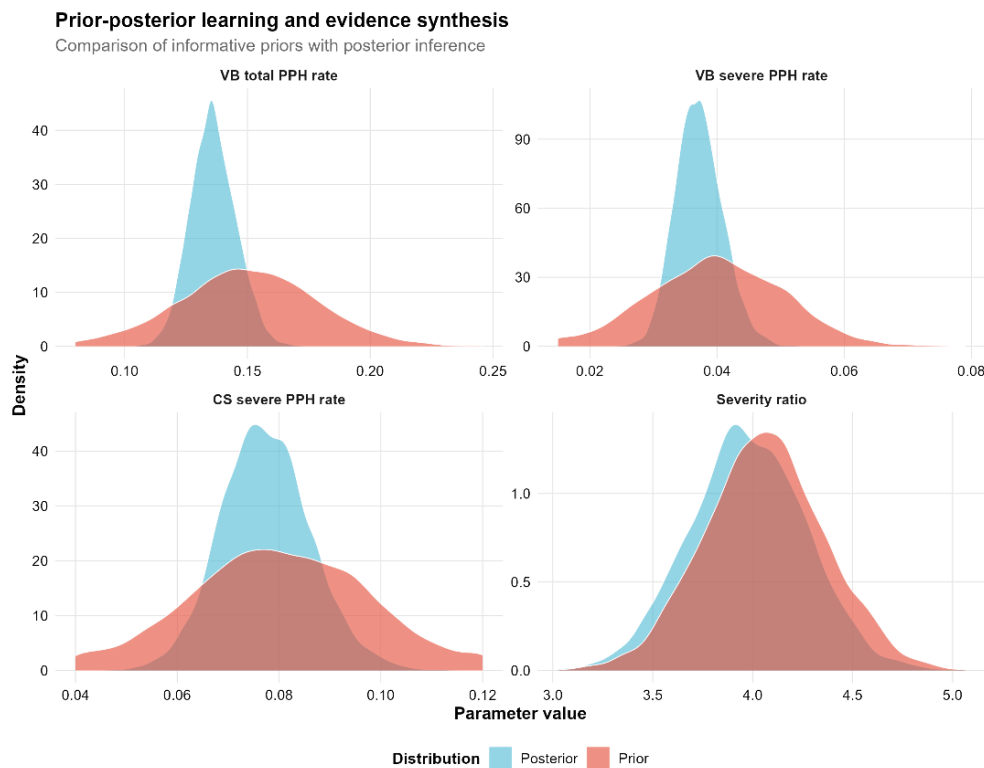 Prior-posterior learning and evidence synthesis
Comparison of informative priors with posterior inference
VB total PPH rate
VB severe PPH rate
40
30
20
10
0
0.10 0.15 0.20 0.25
90
60
30
0
0.02 0.04 0.06 0.08
Density
CS severe PPH rate
Severity ratio
40
30
20
10
0
0.04 0.06 0.08 0.10 0.12
1.0
0.5
0.0
3.0 3.5 4.0 4.5 5.0
Parameter value
Distribution Posterior Prior